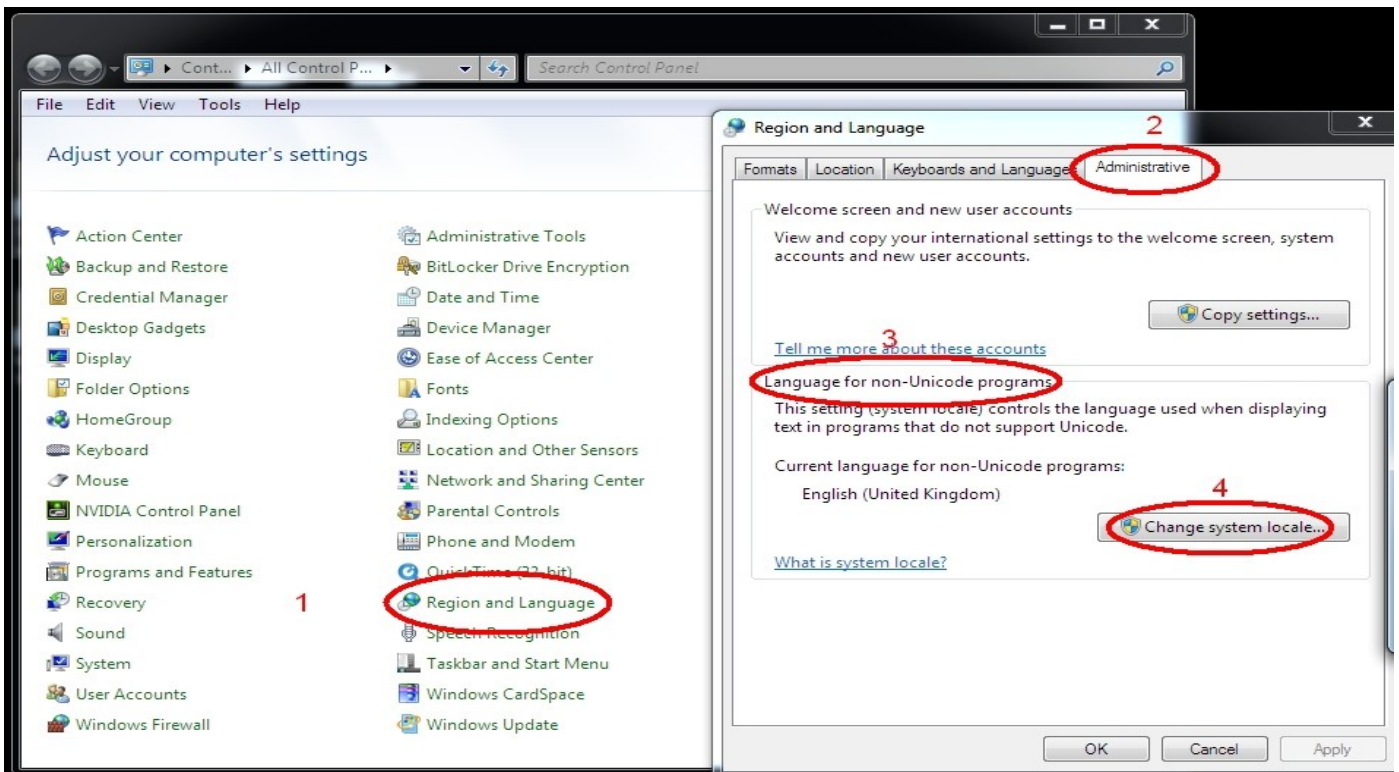 Cont... All Control P... Search Control Panel
File Edit View Tools Help
Adjust your computer's settings
Action Center
Backup and Restore
Credential Manager
Desktop Gadgets
Display
Folder Options
HomeGroup
Keyboard
Mouse
NVIDIA Control Panel
Personalization
Programs and Features
Recovery
Sound
System
User Accounts
Windows Firewall
1
Administrative Tools
BitLocker Drive Encryption
Date and Time
Device Manager
Ease of Access Center
Fonts
Indexing Options
Location and Other Sensors
Network and Sharing Center
Parental Controls
Phone and Modem
QuickTime (32-bit)
Region and Language
Speech Recognition
Taskbar and Start Menu
Windows CardSpace
Windows Update
Region and Language
2
Formats Location Keyboards and Languages Administrative
Welcome screen and new user accounts
View and copy your international settings to the welcome screen, system
accounts and new user accounts.
Copy settings...
3
Tell me more about these accounts
Language for non-Unicode programs
This setting (system locale) controls the language used when displaying
text in programs that do not support Unicode.
Current language for non-Unicode programs:
English (United Kingdom)
4
Change system locale...
What is system locale?
OK Cancel Apply